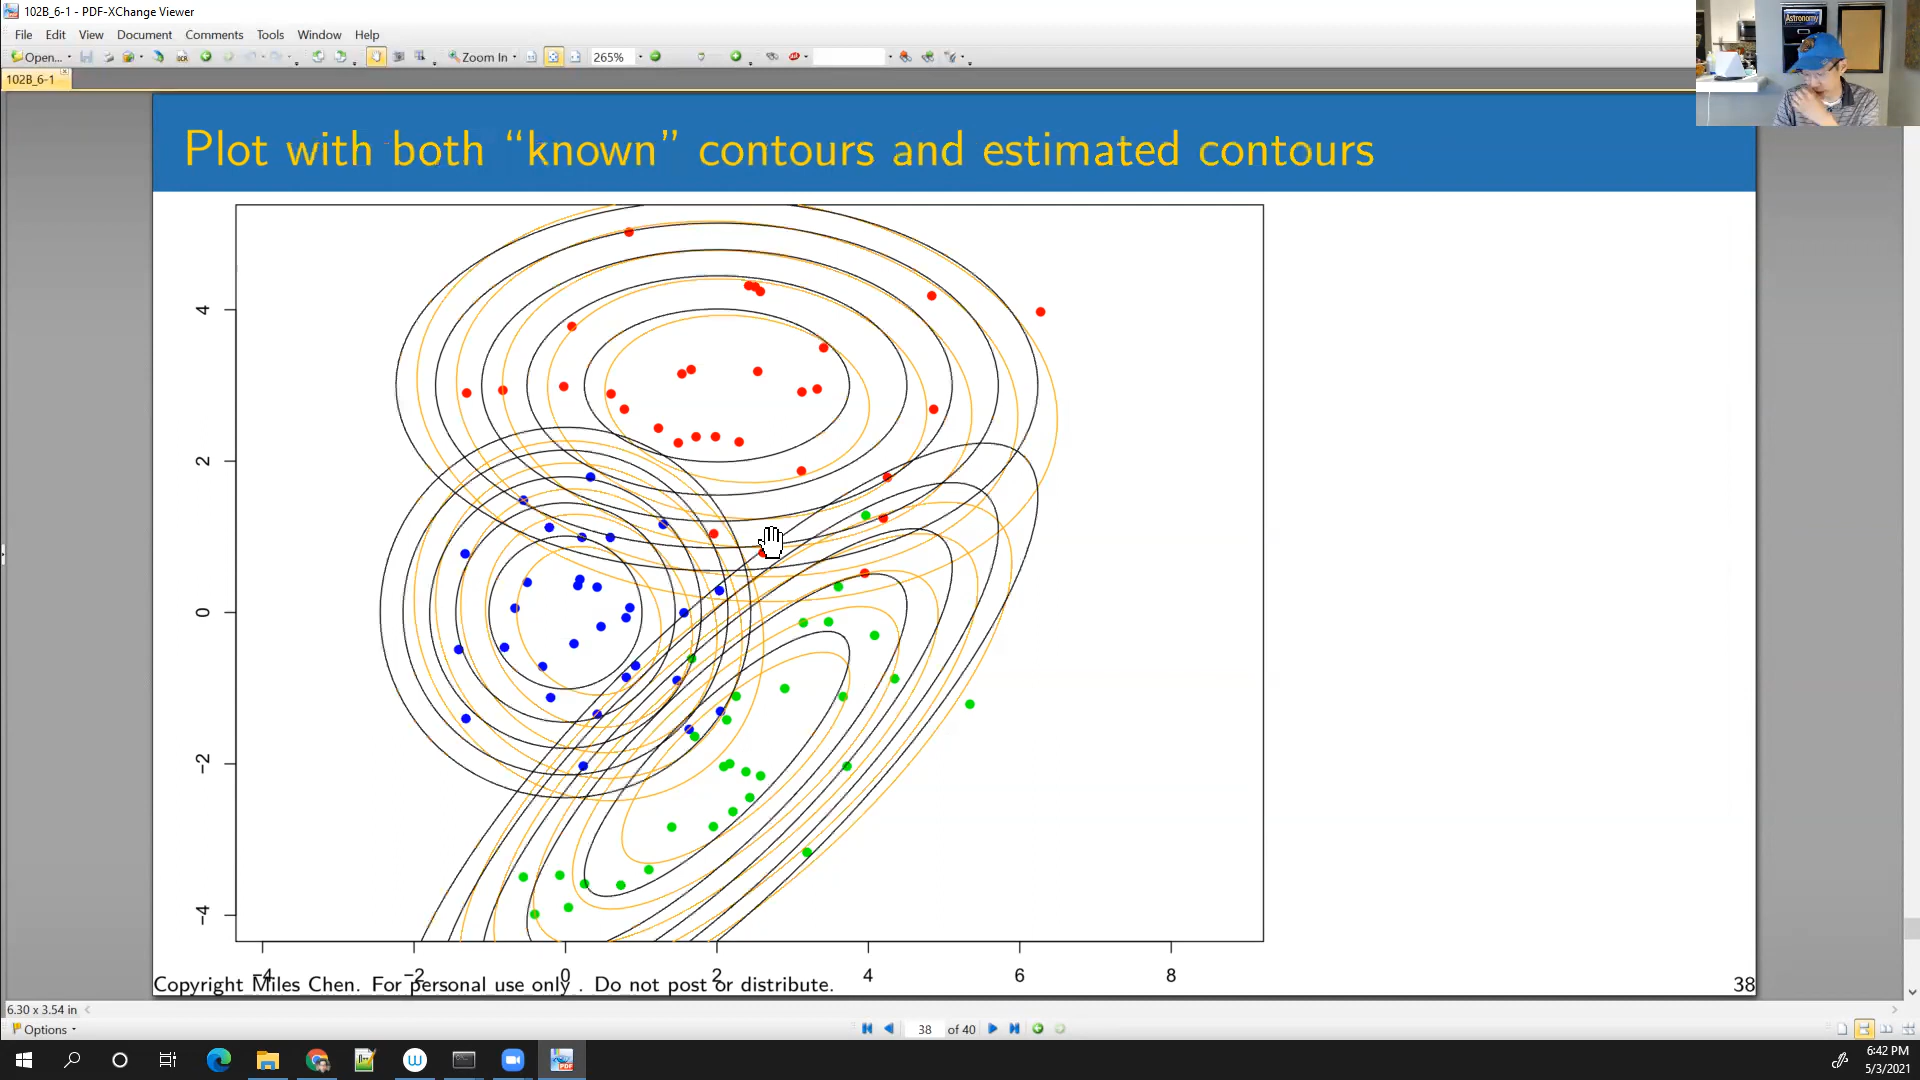 102B_6-1 - PDF-XChange Viewer
File Edit View Document Comments Tools Window Help
Open... OCR Zoom In 265%
102B_6-1
Astronomy
Plot with both “known” contours and estimated contours
4
2
0
−2
−4
−4 −2 0 2 4 6 8
Copyright Miles Chen. For personal use only . Do not post or distribute.
38
6.30 x 3.54 in
Options
38 of 40
6:42 PM
5/3/2021